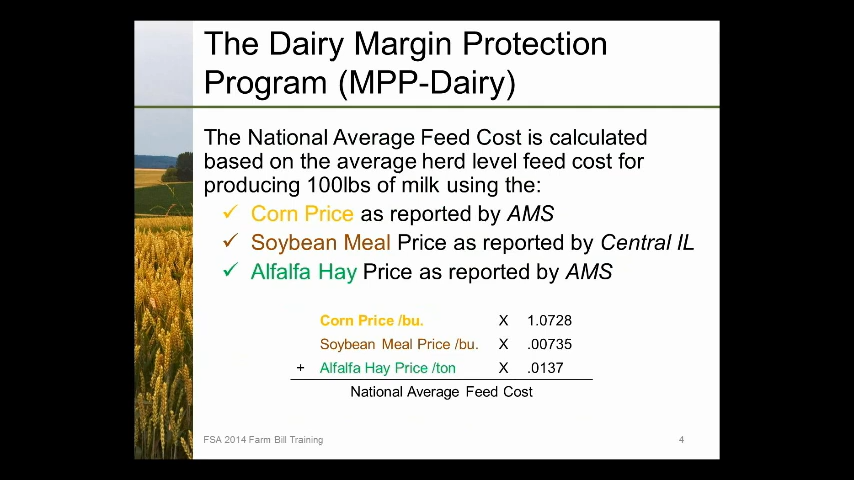 The Dairy Margin Protection
Program (MPP-Dairy)
The National Average Feed Cost is calculated
based on the average herd level feed cost for
producing 100lbs of milk using the:
✓ Corn Price as reported by AMS
✓ Soybean Meal Price as reported by Central IL
✓ Alfalfa Hay Price as reported by AMS
Corn Price /bu. X 1.0728
Soybean Meal Price /bu. X .00735
+ Alfalfa Hay Price /ton X .0137
National Average Feed Cost
FSA 2014 Farm Bill Training 4